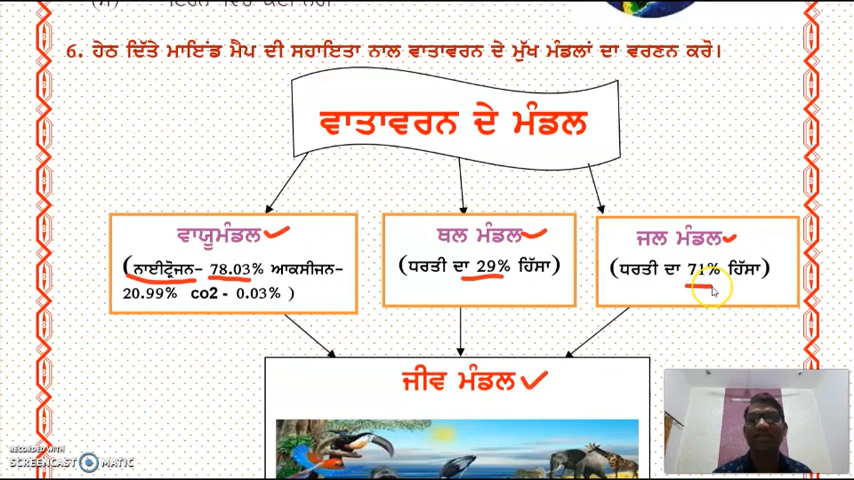 6. ਹੇਠ ਦਿੱਤੇ ਮਾਇੰਡ ਮੈਪ ਦੀ ਸਹਾਇਤਾ ਨਾਲ ਵਾਤਾਵਰਨ ਦੇ ਮੁੱਖ ਮੰਡਲਾਂ ਦਾ ਵਰਣਨ ਕਰੋ।
ਵਾਤਾਵਰਨ ਦੇ ਮੰਡਲ
ਵਾਯੂਮੰਡਲ
(ਨਾਈਟ੍ਰੋਜਨ- 78.03% ਆਕਸੀਜਨ-
20.99% co2 - 0.03% )
ਥਲ ਮੰਡਲ
(ਧਰਤੀ ਦਾ 29% ਹਿੱਸਾ)
ਜਲ ਮੰਡਲ
(ਧਰਤੀ ਦਾ 71% ਹਿੱਸਾ)
ਜੀਵ ਮੰਡਲ
RECORDED WITH
SCREENCAST MATIC